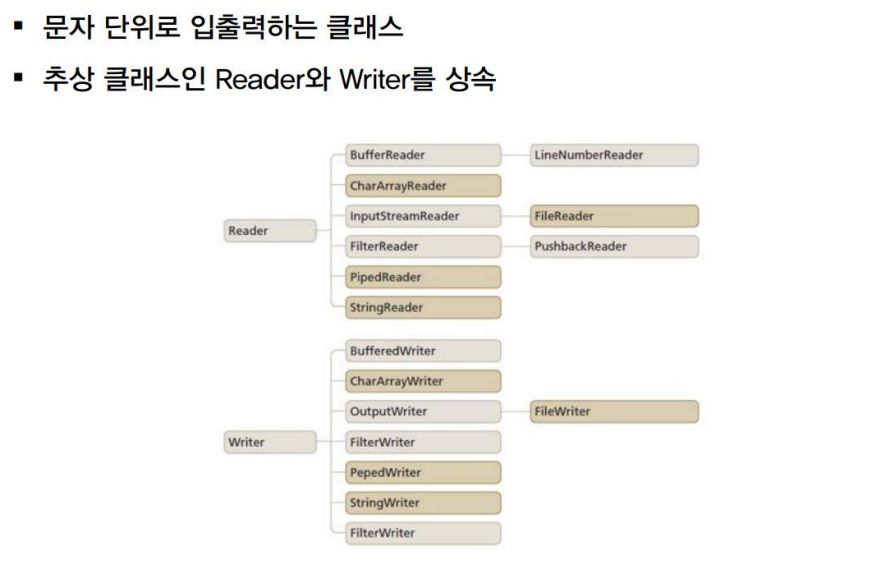 ▪ 문자 단위로 입출력하는 클래스
▪ 추상 클래스인 Reader와 Writer를 상속
BufferReader
LineNumberReader
CharArrayReader
InputStreamReader
FileReader
Reader
FilterReader
PushbackReader
PipedReader
StringReader
BufferedWriter
CharArrayWriter
OutputWriter
FileWriter
Writer
FilterWriter
PepedWriter
StringWriter
FilterWriter